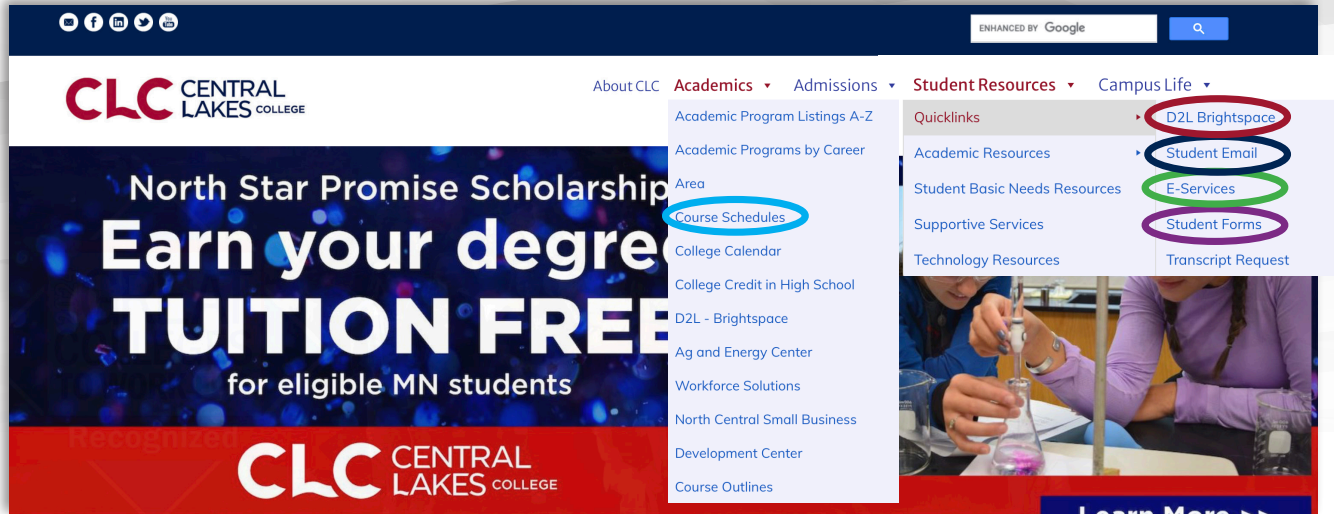 ENHANCED BY Google
CLC CENTRAL LAKES COLLEGE
About CLC Academics Admissions Student Resources Campus Life
Academic Program Listings A-Z
Academic Programs by Career
Area
Course Schedules
College Calendar
College Credit in High School
D2L - Brightspace
Ag and Energy Center
Workforce Solutions
North Central Small Business
Development Center
Course Outlines
Quicklinks
Academic Resources
Student Basic Needs Resources
Supportive Services
Technology Resources
D2L Brightspace
Student Email
E-Services
Student Forms
Transcript Request
North Star Promise Scholarship
Earn your degre
TUITION FREE
for eligible MN students
Recognized
CLC CENTRAL LAKES COLLEGE
Learn More >>